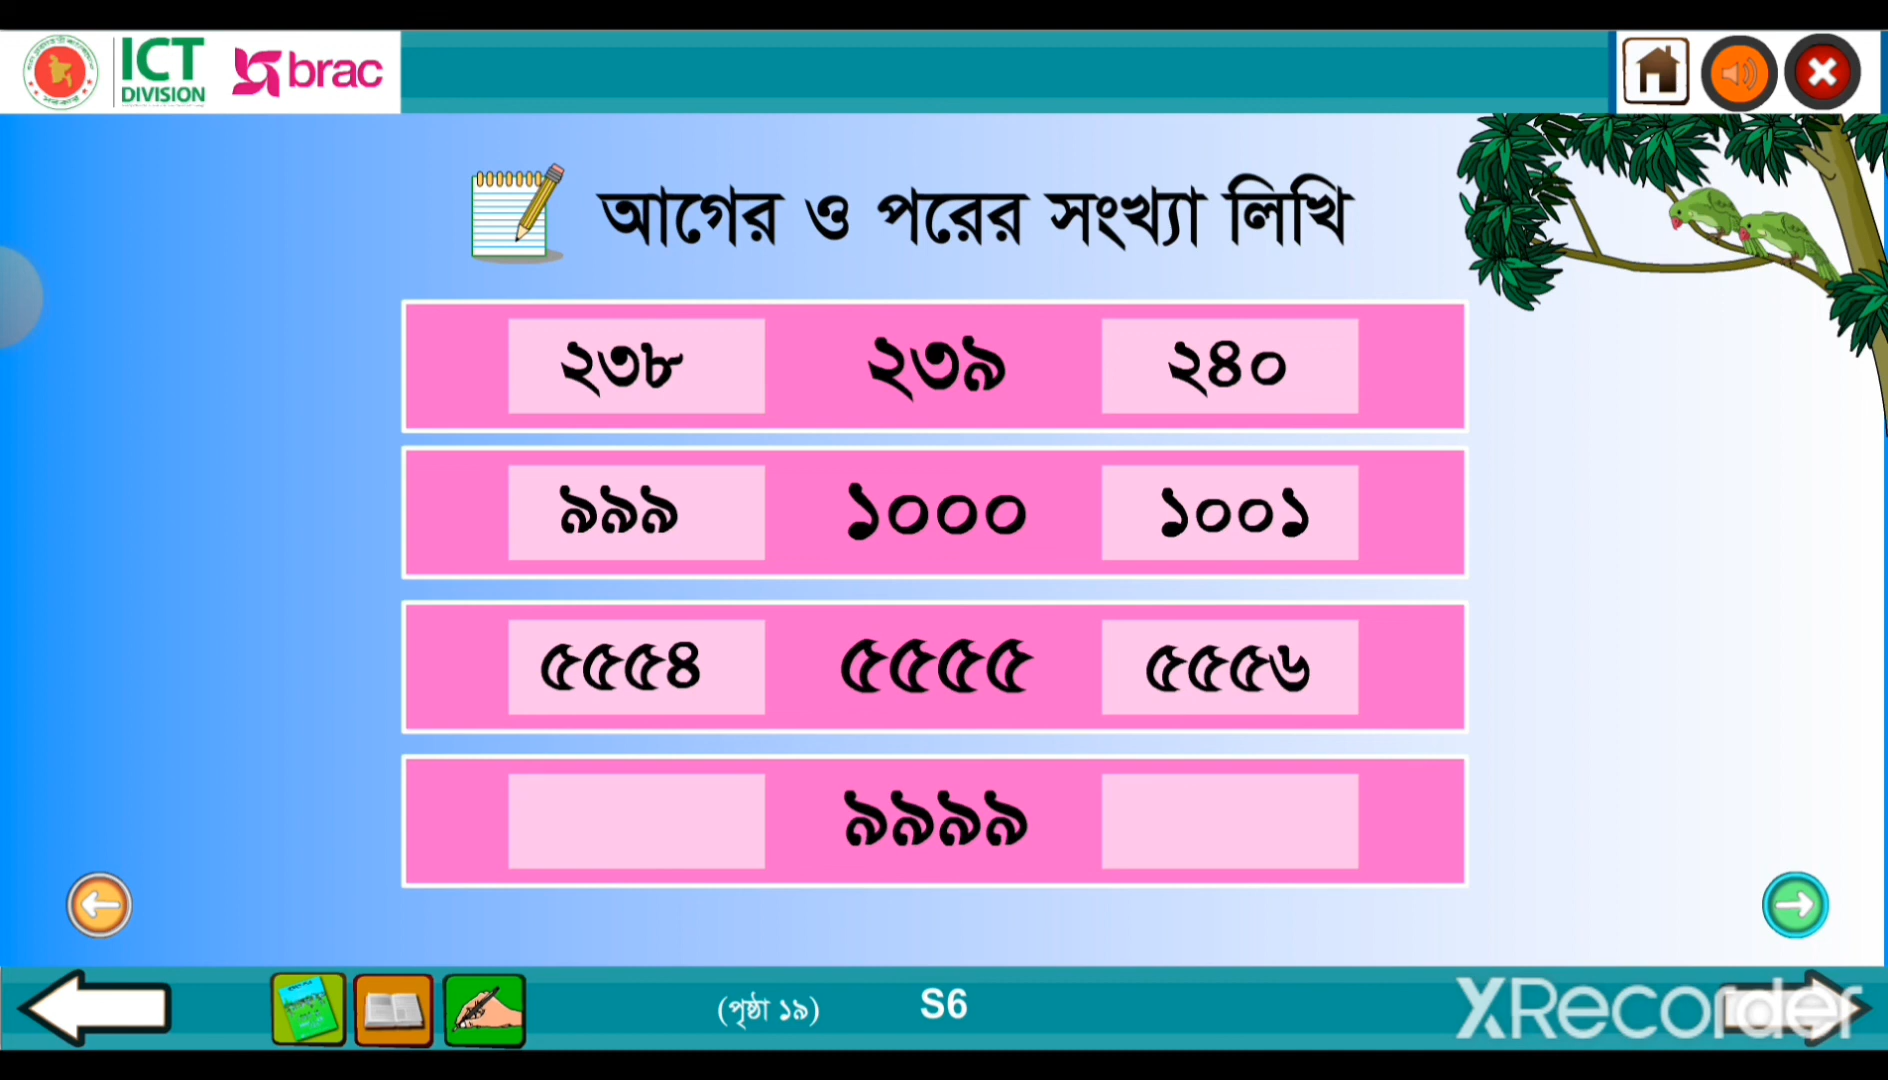 ICT
DIVISION
brac
আগের ও পরের সংখ্যা লিখি
২৩৮ ২৩৯ ২৪০
৯৯৯ ১০০০ ১০০১
৫৫৫৪ ৫৫৫৫ ৫৫৫৬
৯৯৯৯
(পৃষ্ঠা ১৯) S6
XRecorder